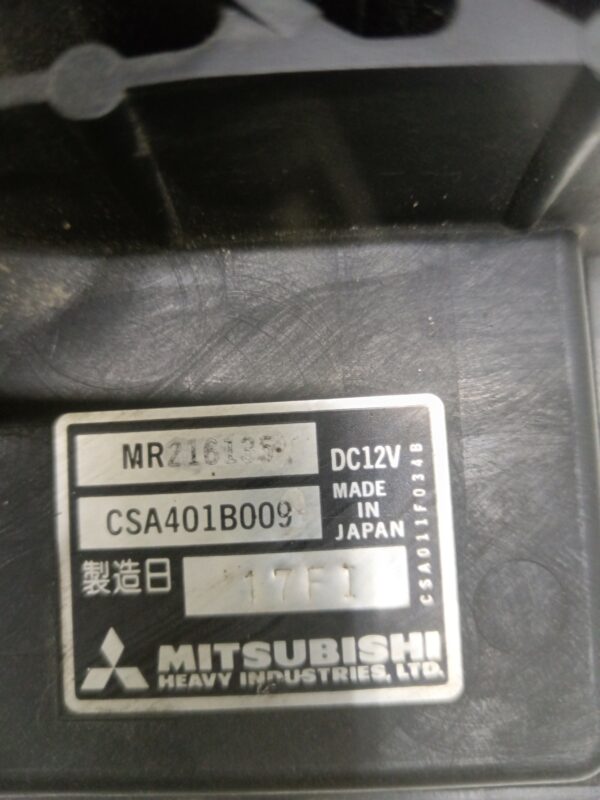 MR216135
DC12V
CSA401B009
MADE
IN
JAPAN
CSA011F034B
製造日
17F1
MITSUBISHI
HEAVY INDUSTRIES, LTD.